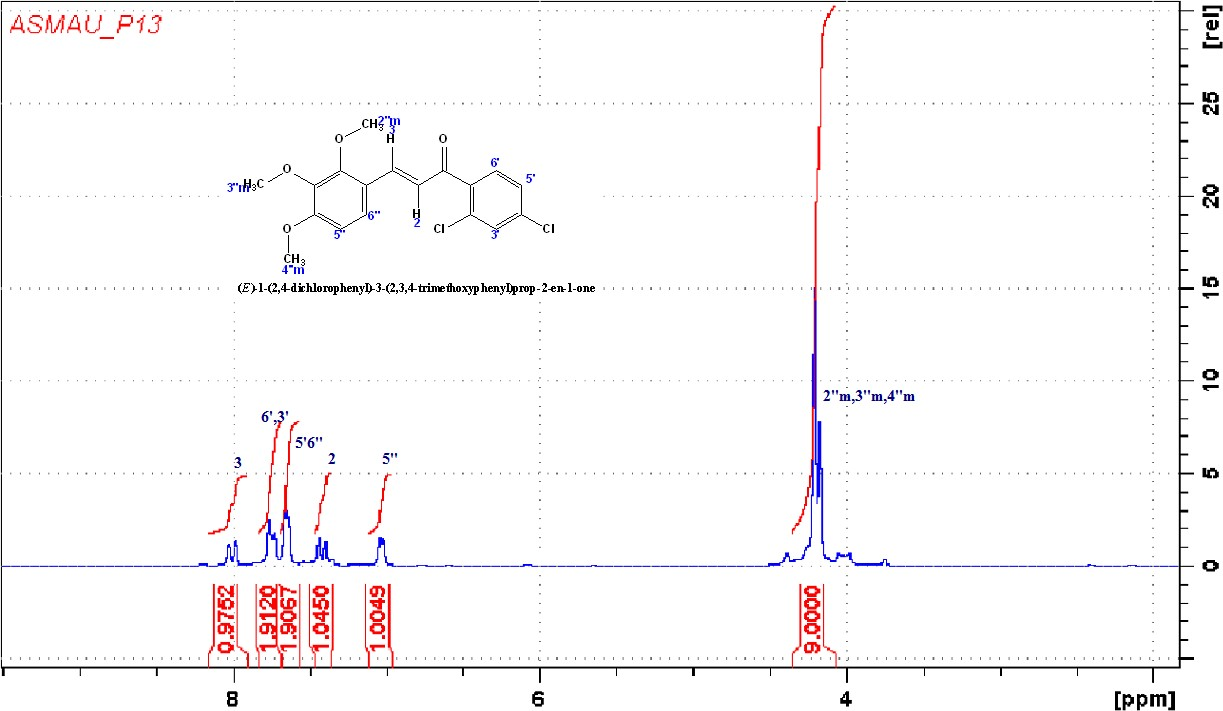 ASMAU_P13
[rel]
25
20
15
10
5
0
CH₃
2"m
H
3
O
O
6'
5'
O
3"m
H₃C
6"
H
2
Cl
3'
Cl
5"
O
CH₃
4"m
(E)-1-(2,4-dichlorophenyl)-3-(2,3,4-trimethoxyphenyl)prop-2-en-1-one
2"m,3"m,4"m
6',3'
5'6"
3
2
5"
0.9752
1.9120
1.9067
1.0450
1.0049
9.0000
8
6
4
[ppm]